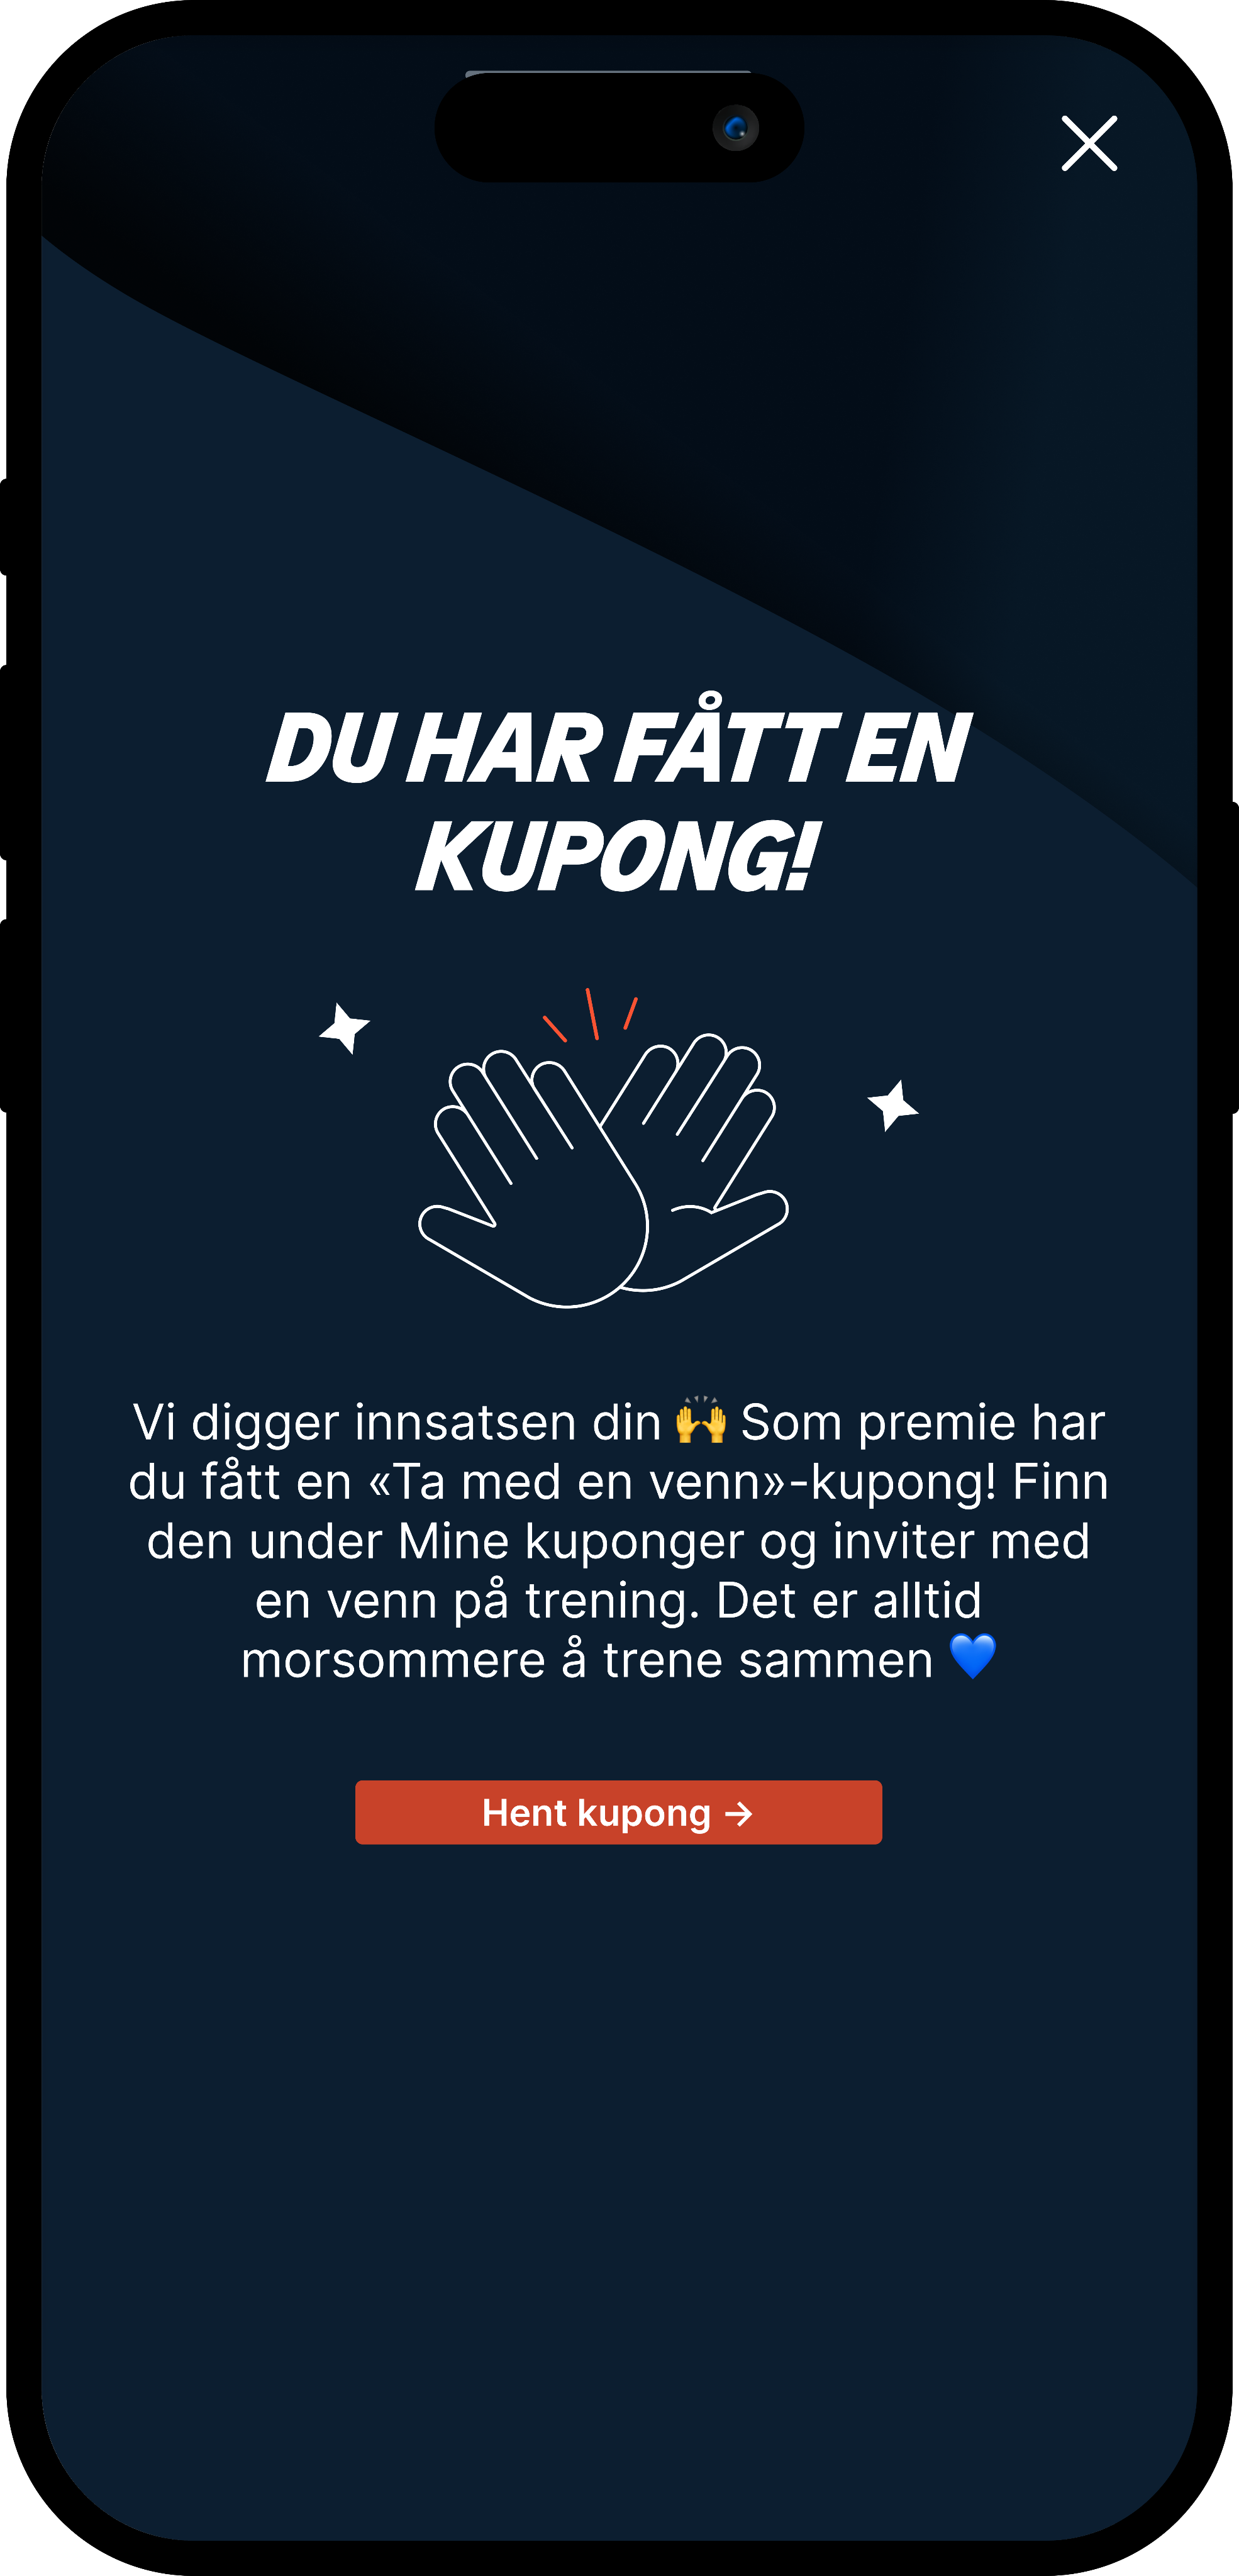 DU HAR FÅTT EN
KUPONG!
Vi digger innsatsen din 🙌 Som premie har
du fått en «Ta med en venn»-kupong! Finn
den under Mine kuponger og inviter med
en venn på trening. Det er alltid
morsommere å trene sammen 💙
Hent kupong →